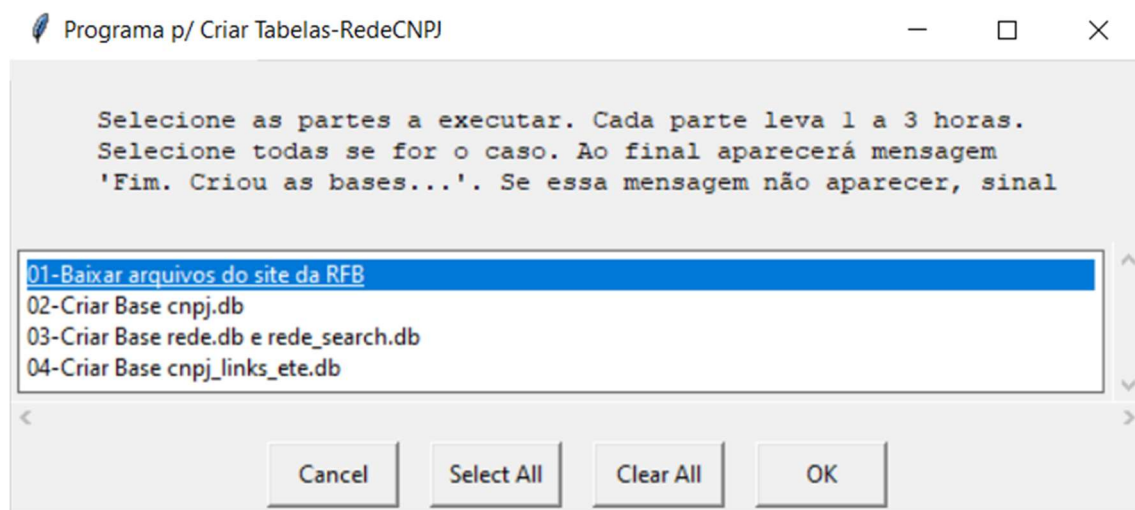 Programa p/ Criar Tabelas-RedeCNPJ
Selecione as partes a executar. Cada parte leva 1 a 3 horas.
Selecione todas se for o caso. Ao final aparecerá mensagem
'Fim. Criou as bases...'. Se essa mensagem não aparecer, sinal
01-Baixar arquivos do site da RFB
02-Criar Base cnpj.db
03-Criar Base rede.db e rede_search.db
04-Criar Base cnpj_links_ete.db
Cancel Select All Clear All OK